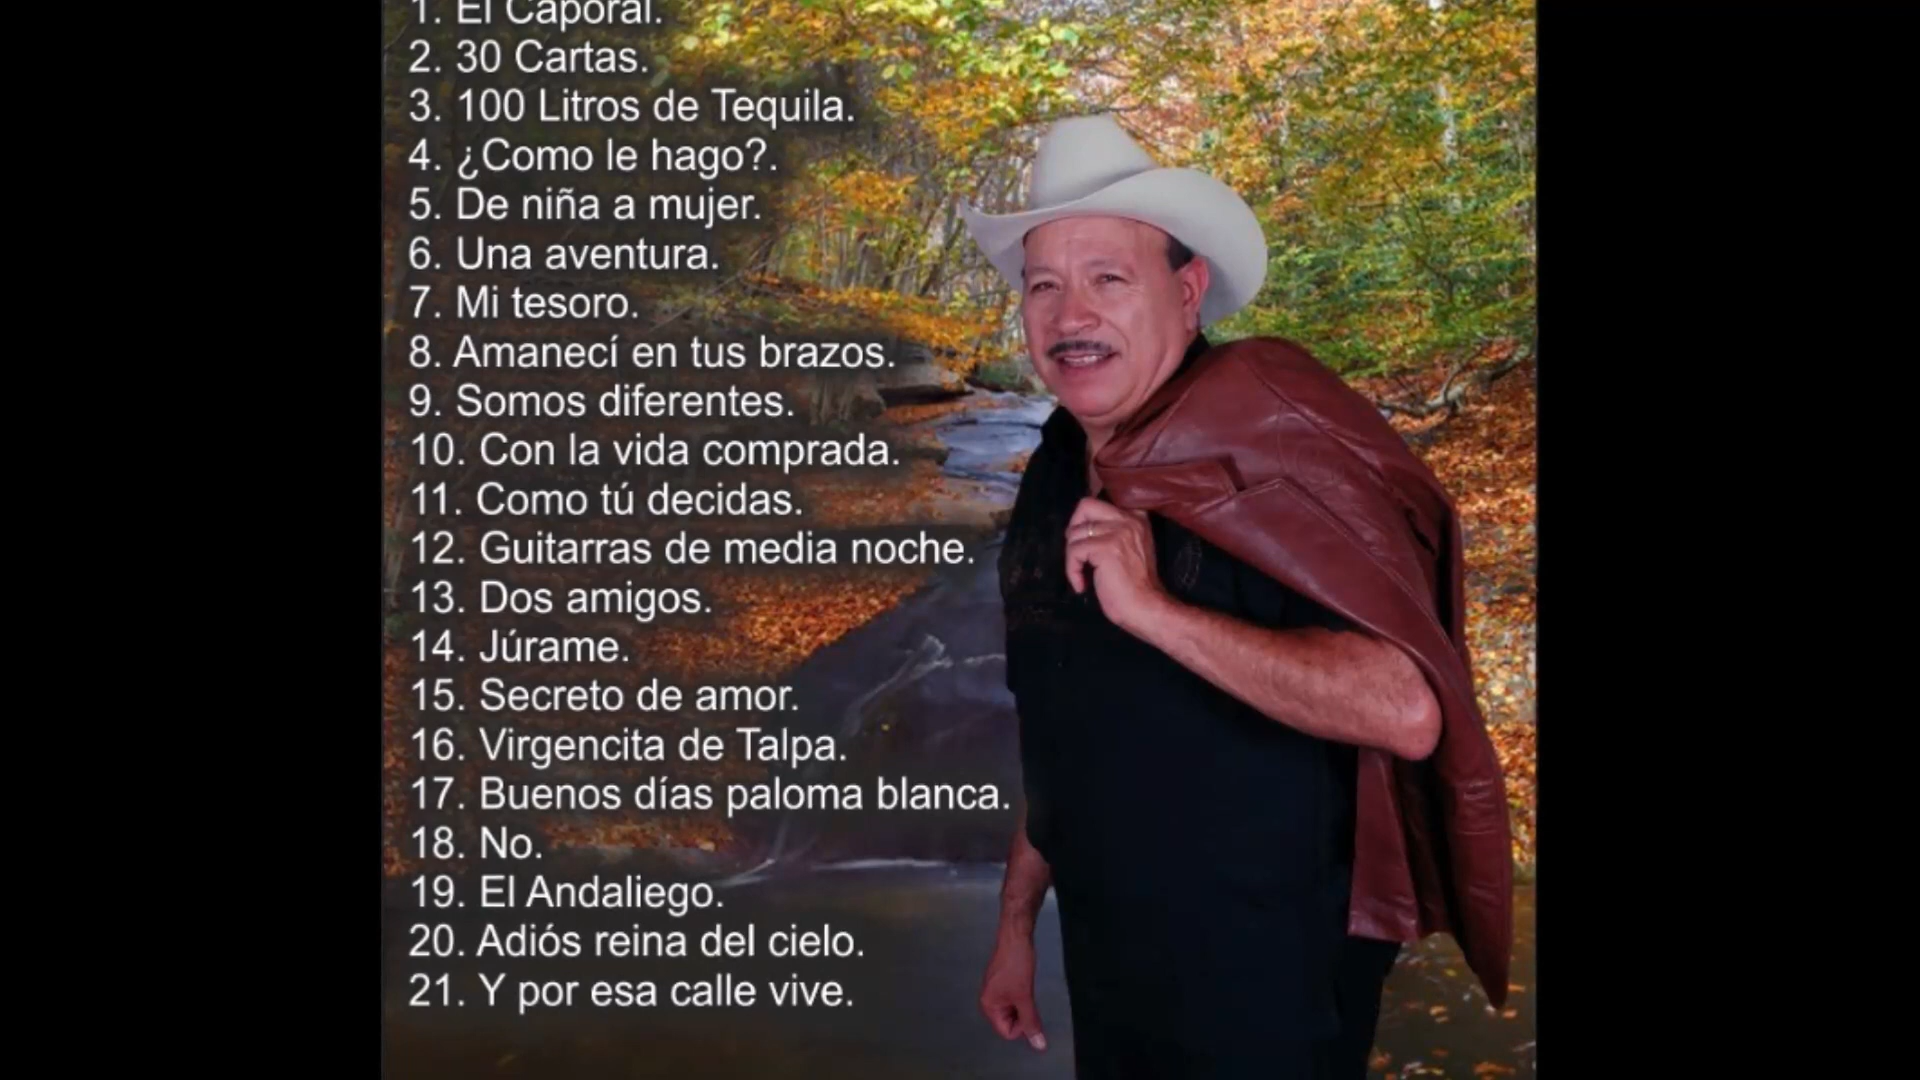 1. El Caporal.
2. 30 Cartas.
3. 100 Litros de Tequila.
4. ¿Como le hago?.
5. De niña a mujer.
6. Una aventura.
7. Mi tesoro.
8. Amanecí en tus brazos.
9. Somos diferentes.
10. Con la vida comprada.
11. Como tú decidas.
12. Guitarras de media noche.
13. Dos amigos.
14. Júrame.
15. Secreto de amor.
16. Virgencita de Talpa.
17. Buenos días paloma blanca.
18. No.
19. El Andaliego.
20. Adiós reina del cielo.
21. Y por esa calle vive.